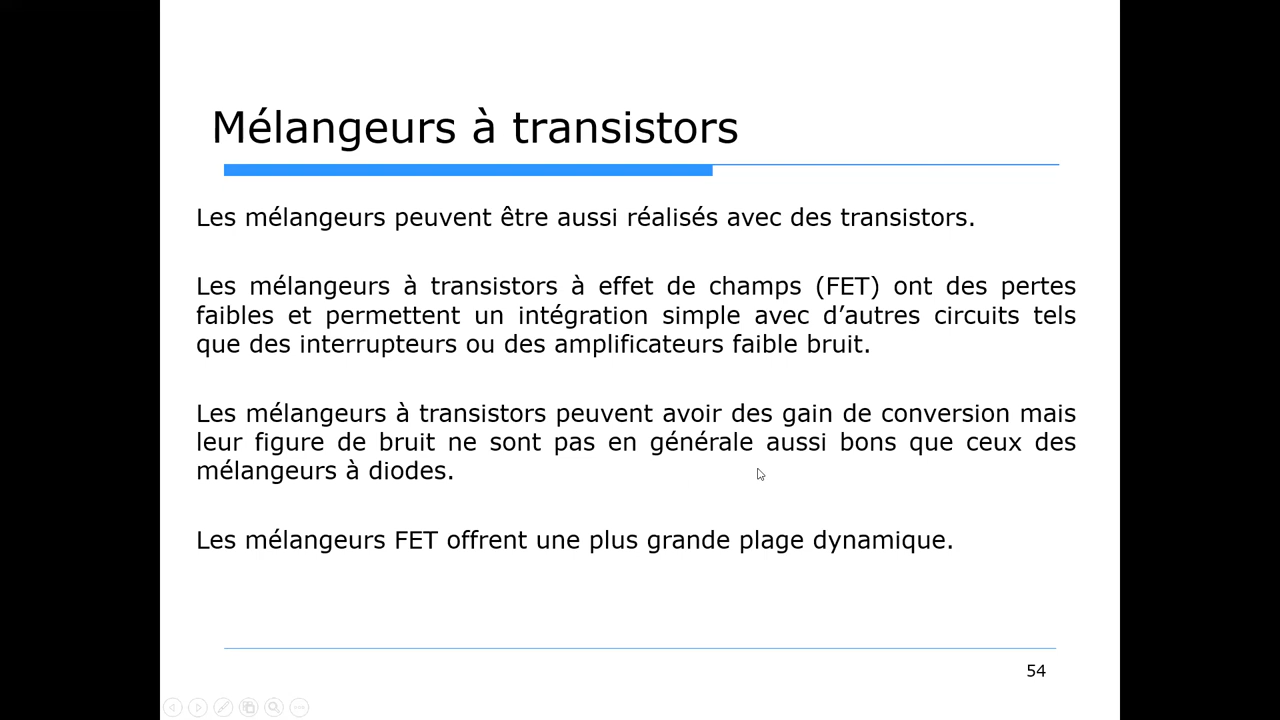 Mélangeurs à transistors
Les mélangeurs peuvent être aussi réalisés avec des transistors.
Les mélangeurs à transistors à effet de champs (FET) ont des pertes
faibles et permettent un intégration simple avec d’autres circuits tels
que des interrupteurs ou des amplificateurs faible bruit.
Les mélangeurs à transistors peuvent avoir des gain de conversion mais
leur figure de bruit ne sont pas en générale aussi bons que ceux des
mélangeurs à diodes.
Les mélangeurs FET offrent une plus grande plage dynamique.
54